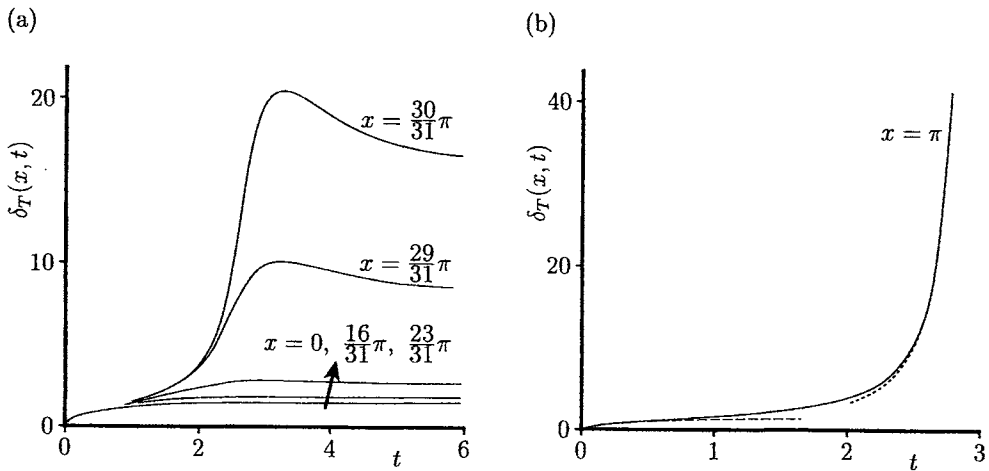 (a)
20
10
0
δ_T(x, t)
x = 30/31 π
x = 29/31 π
x = 0, 16/31 π, 23/31 π
0 2 4 6
t
(b)
40
20
0
δ_T(x, t)
x = π
0 1 2 3
t